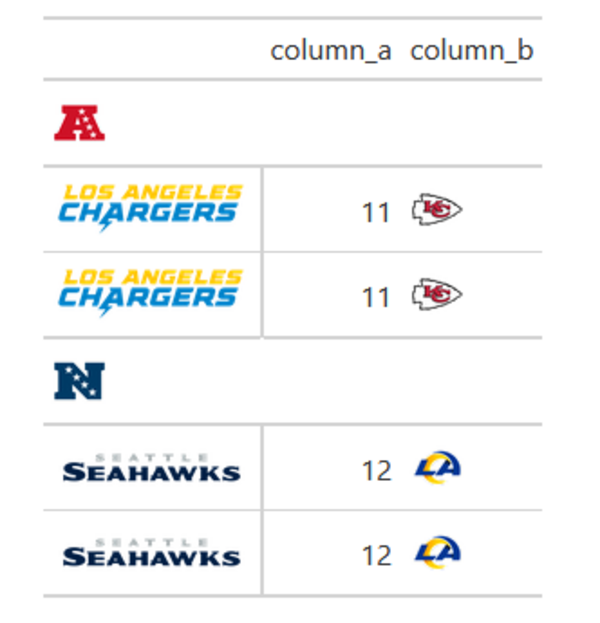 column_a column_b
A
LOS ANGELES
CHARGERS 11 KC
LOS ANGELES
CHARGERS 11 KC
N
SEATTLE
SEAHAWKS 12 LA
SEATTLE
SEAHAWKS 12 LA